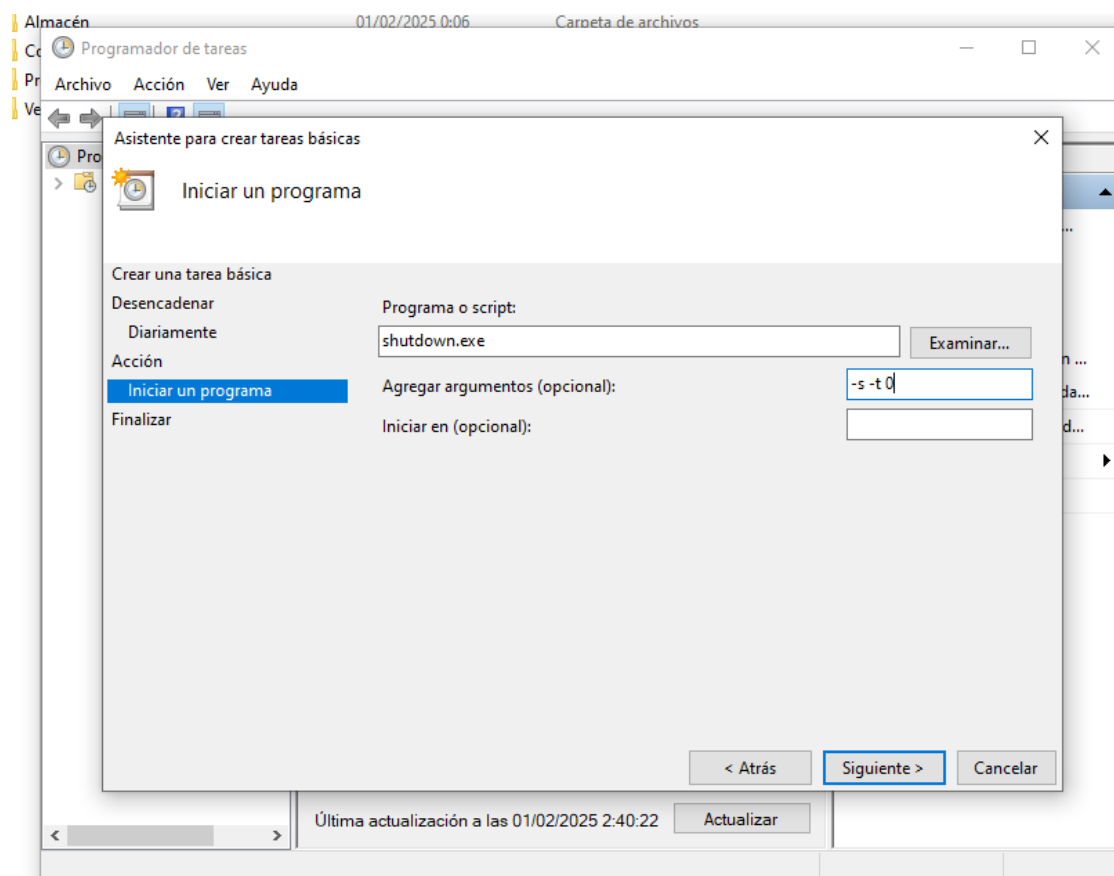 Almacén 01/02/2025 0:06 Carpeta de archivos
Programador de tareas
Archivo Acción Ver Ayuda
Asistente para crear tareas básicas
Iniciar un programa
Crear una tarea básica
Desencadenar
Diariamente
Acción
Iniciar un programa
Finalizar
Programa o script:
shutdown.exe
Examinar...
Agregar argumentos (opcional):
-s -t 0
Iniciar en (opcional):
< Atrás
Siguiente >
Cancelar
Última actualización a las 01/02/2025 2:40:22
Actualizar